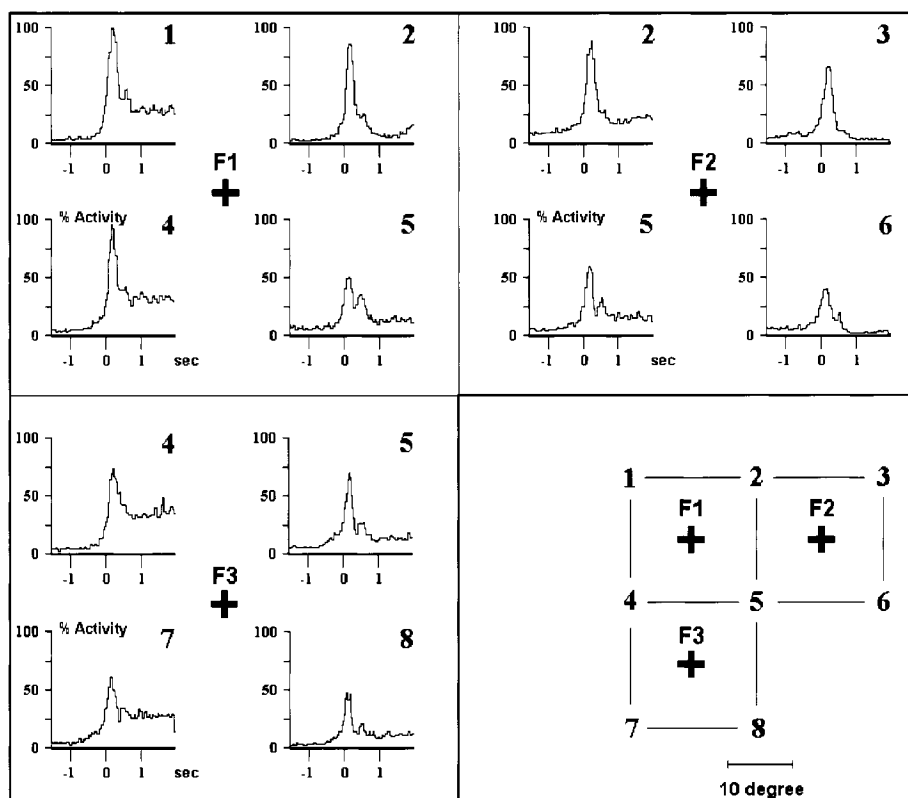 1 2 2 3
100 100 100 100
50 50 50 50
0 0 0 0
-1 0 1 -1 0 1 -1 0 1 -1 0 1
F1 F2
4 5 5 6
100 % Activity 100 100 % Activity 100
50 50 50 50
0 0 0 0
-1 0 1 sec -1 0 1 -1 0 1 sec -1 0 1
4 5
100 100
50 50
0 0
-1 0 1 -1 0 1
F3
7 8
100 % Activity 100
50 50
0 0
-1 0 1 sec -1 0 1
1 2 3
F1 F2
4 5 6
F3
7 8
10 degree